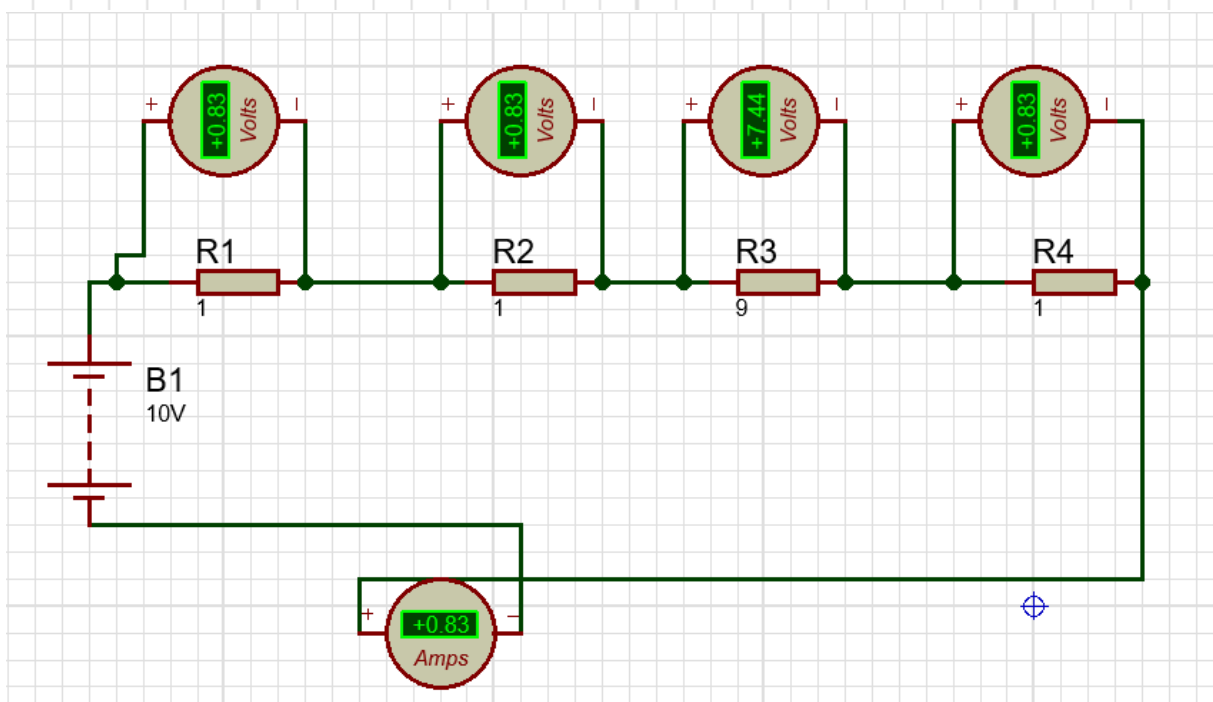 + +0.83 Volts −
+ +0.83 Volts −
+ +7.44 Volts −
+ +0.83 Volts −
R1
1
R2
1
R3
9
R4
1
B1
10V
+ +0.83 −
Amps